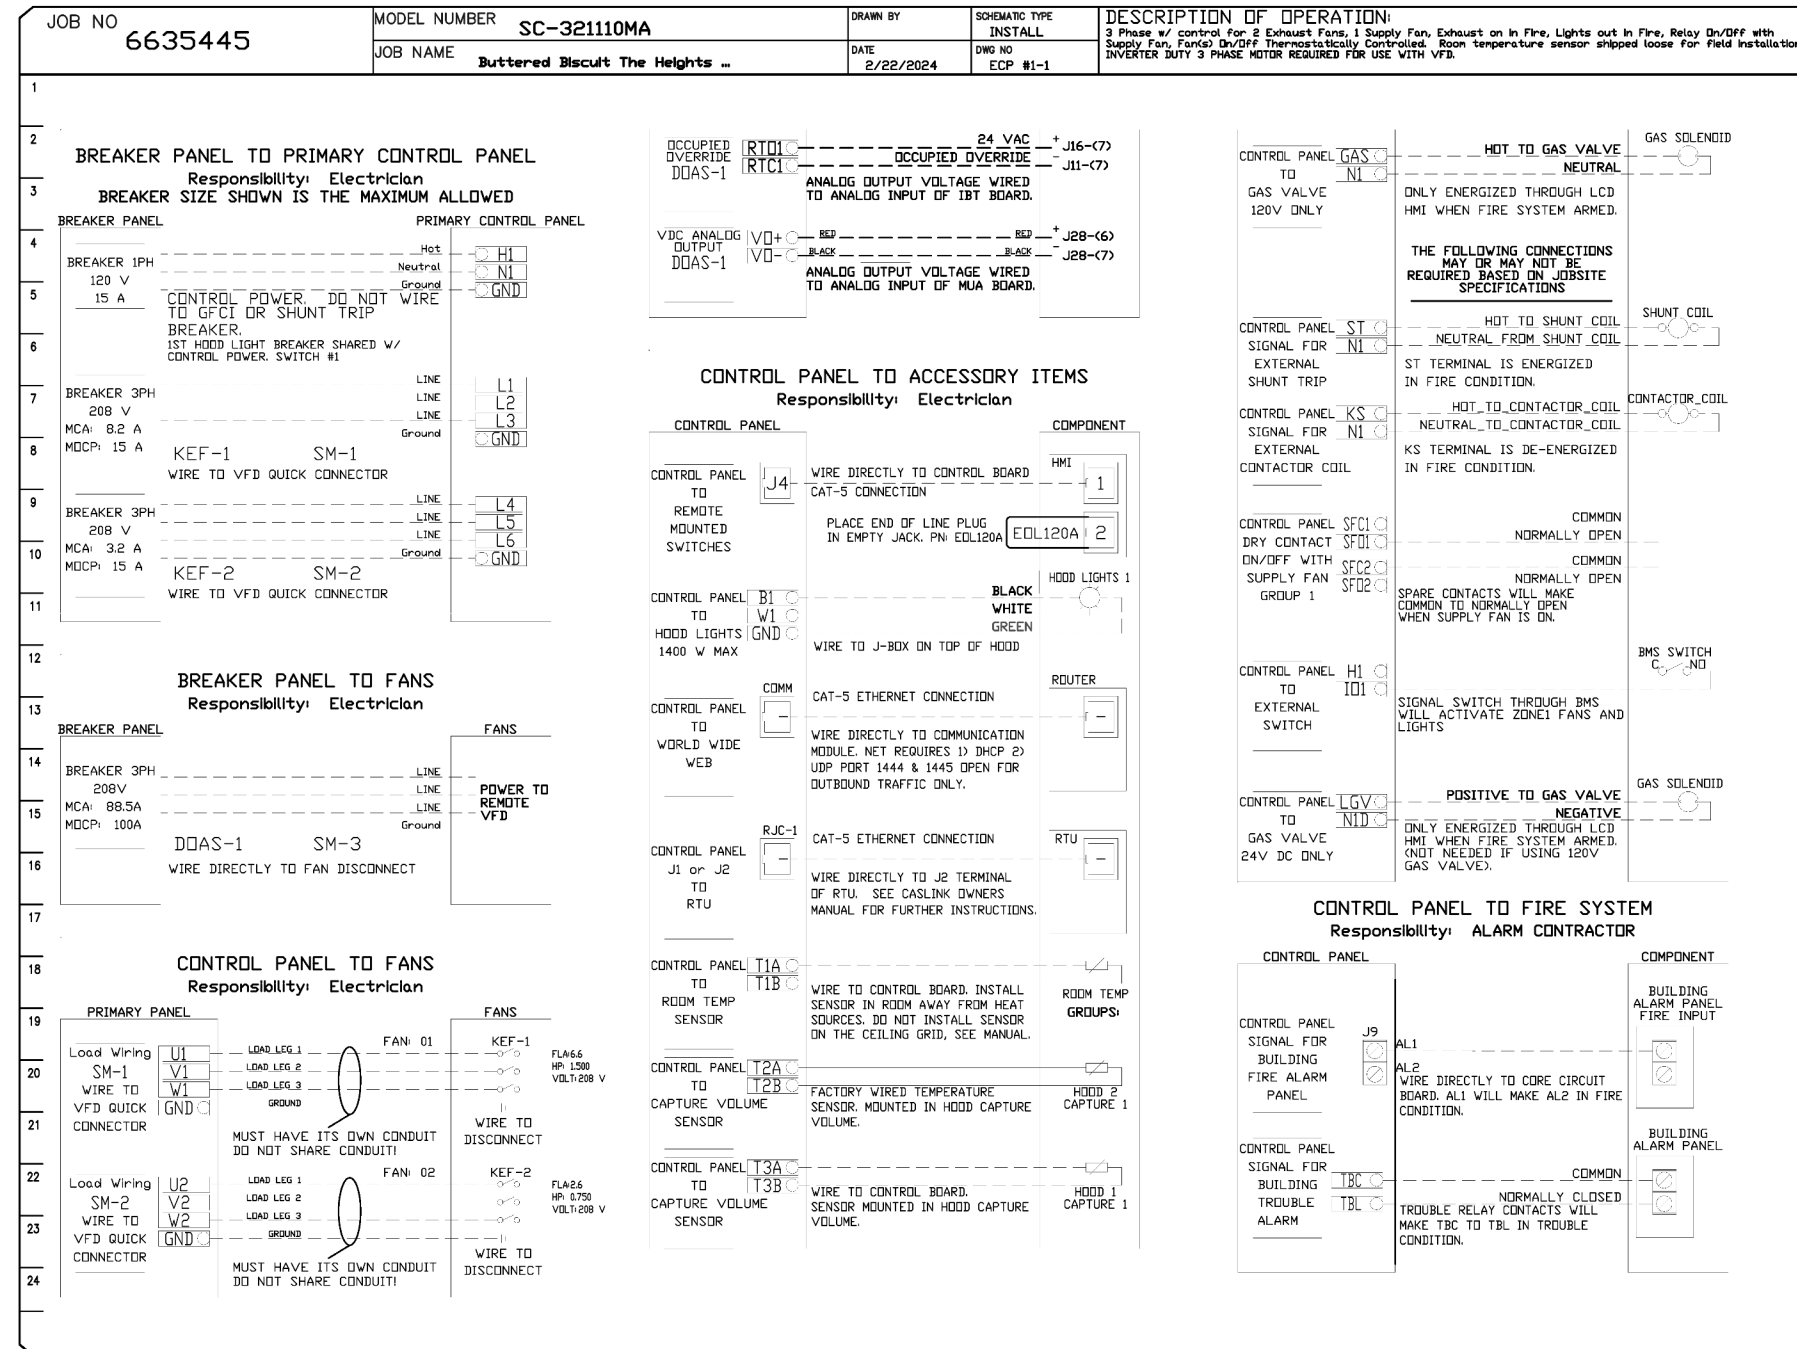 JOB NO
6635445
MODEL NUMBER
SC-321110MA
JOB NAME
Buttered Biscuit The Heights ...
DRAWN BY
DATE
2/22/2024
SCHEMATIC TYPE
INSTALL
DWG NO
ECP #1-1
DESCRIPTION OF OPERATION:
3 Phase w/ control for 2 Exhaust Fans, 1 Supply Fan, Exhaust on in Fire, Lights out in Fire, Relay On/Off with
Supply Fan, Fan(s) On/Off Thermostatically Controlled. Room temperature sensor shipped loose for field installatio
INVERTER DUTY 3 PHASE MOTOR REQUIRED FOR USE WITH VFD.
1
2
3
4
5
6
7
8
9
10
11
12
13
14
15
16
17
18
19
20
21
22
23
24
BREAKER PANEL TO PRIMARY CONTROL PANEL
Responsibility: Electrician
BREAKER SIZE SHOWN IS THE MAXIMUM ALLOWED
BREAKER PANEL
PRIMARY CONTROL PANEL
BREAKER 1PH
120 V
15 A
Hot
H1
Neutral
N1
Ground
GND
CONTROL POWER. DO NOT WIRE
TO GFCI OR SHUNT TRIP
BREAKER.
1ST HOOD LIGHT BREAKER SHARED W/
CONTROL POWER. SWITCH #1
BREAKER 3PH
208 V
MCA: 8.2 A
MOCP: 15 A
LINE
L1
LINE
L2
LINE
L3
Ground
GND
KEF-1 SM-1
WIRE TO VFD QUICK CONNECTOR
BREAKER 3PH
208 V
MCA: 3.2 A
MOCP: 15 A
LINE
L4
LINE
L5
LINE
L6
Ground
GND
KEF-2 SM-2
WIRE TO VFD QUICK CONNECTOR
BREAKER PANEL TO FANS
Responsibility: Electrician
BREAKER PANEL
FANS
BREAKER 3PH
208V
MCA: 88.5A
MOCP: 100A
LINE
LINE
LINE
Ground
POWER TO
REMOTE
VFD
DOAS-1 SM-3
WIRE DIRECTLY TO FAN DISCONNECT
CONTROL PANEL TO FANS
Responsibility: Electrician
PRIMARY PANEL
FANS
Load Wiring
SM-1
WIRE TO
VFD QUICK
CONNECTOR
U1
V1
W1
GND
LOAD LEG 1
LOAD LEG 2
LOAD LEG 3
GROUND
FAN: 01
KEF-1
FLA:6.6
HP: 1.500
VOLT: 208 V
WIRE TO
DISCONNECT
MUST HAVE ITS OWN CONDUIT
DO NOT SHARE CONDUIT!
Load Wiring
SM-2
WIRE TO
VFD QUICK
CONNECTOR
U2
V2
W2
GND
LOAD LEG 1
LOAD LEG 2
LOAD LEG 3
GROUND
FAN: 02
KEF-2
FLA:2.6
HP: 0.750
VOLT: 208 V
WIRE TO
DISCONNECT
MUST HAVE ITS OWN CONDUIT
DO NOT SHARE CONDUIT!
OCCUPIED
OVERRIDE
DOAS-1
RTO1
RTC1
24 VAC
OCCUPIED OVERRIDE
+ J16-(7)
- J11-(7)
ANALOG OUTPUT VOLTAGE WIRED
TO ANALOG INPUT OF IBT BOARD.
VDC ANALOG
OUTPUT
DOAS-1
VO+
VO-
RED
RED
BLACK
BLACK
+ J28-(6)
- J28-(7)
ANALOG OUTPUT VOLTAGE WIRED
TO ANALOG INPUT OF MUA BOARD.
CONTROL PANEL TO ACCESSORY ITEMS
Responsibility: Electrician
CONTROL PANEL
COMPONENT
CONTROL PANEL
TO
REMOTE
MOUNTED
SWITCHES
J4
WIRE DIRECTLY TO CONTROL BOARD
CAT-5 CONNECTION
HMI
1
PLACE END OF LINE PLUG
IN EMPTY JACK. PN: EOL120A
EOL120A
2
CONTROL PANEL
TO
HOOD LIGHTS
1400 W MAX
B1
W1
GND
BLACK
WHITE
GREEN
HOOD LIGHTS 1
WIRE TO J-BOX ON TOP OF HOOD
CONTROL PANEL
TO
WORLD WIDE
WEB
COMM
CAT-5 ETHERNET CONNECTION
ROUTER
WIRE DIRECTLY TO COMMUNICATION
MODULE. NET REQUIRES 1) DHCP 2)
UDP PORT 1444 & 1445 OPEN FOR
OUTBOUND TRAFFIC ONLY.
CONTROL PANEL
J1 or J2
TO
RTU
RJC-1
CAT-5 ETHERNET CONNECTION
RTU
WIRE DIRECTLY TO J2 TERMINAL
OF RTU. SEE CASLINK OWNERS
MANUAL FOR FURTHER INSTRUCTIONS.
CONTROL PANEL
TO
ROOM TEMP
SENSOR
T1A
T1B
WIRE TO CONTROL BOARD. INSTALL
SENSOR IN ROOM AWAY FROM HEAT
SOURCES. DO NOT INSTALL SENSOR
ON THE CEILING GRID, SEE MANUAL.
ROOM TEMP
GROUPS:
CONTROL PANEL
TO
CAPTURE VOLUME
SENSOR
T2A
T2B
FACTORY WIRED TEMPERATURE
SENSOR. MOUNTED IN HOOD CAPTURE
VOLUME.
HOOD 2
CAPTURE 1
CONTROL PANEL
TO
CAPTURE VOLUME
SENSOR
T3A
T3B
WIRE TO CONTROL BOARD.
SENSOR MOUNTED IN HOOD CAPTURE
VOLUME.
HOOD 1
CAPTURE 1
CONTROL PANEL
TO
GAS VALVE
120V ONLY
GAS
N1
HOT TO GAS VALVE
NEUTRAL
GAS SOLENOID
ONLY ENERGIZED THROUGH LCD
HMI WHEN FIRE SYSTEM ARMED.
THE FOLLOWING CONNECTIONS
MAY OR MAY NOT BE
REQUIRED BASED ON JOBSITE
SPECIFICATIONS
CONTROL PANEL
SIGNAL FOR
EXTERNAL
SHUNT TRIP
ST
N1
HOT TO SHUNT COIL
NEUTRAL FROM SHUNT COIL
SHUNT COIL
ST TERMINAL IS ENERGIZED
IN FIRE CONDITION.
CONTROL PANEL
SIGNAL FOR
EXTERNAL
CONTACTOR COIL
KS
N1
HOT_TO_CONTACTOR_COIL
NEUTRAL_TO_CONTACTOR_COIL
CONTACTOR_COIL
KS TERMINAL IS DE-ENERGIZED
IN FIRE CONDITION.
CONTROL PANEL
DRY CONTACT
ON/OFF WITH
SUPPLY FAN
GROUP 1
SFC1
SFO1
SFC2
SFO2
COMMON
NORMALLY OPEN
COMMON
NORMALLY OPEN
SPARE CONTACTS WILL MAKE
COMMON TO NORMALLY OPEN
WHEN SUPPLY FAN IS ON.
CONTROL PANEL
TO
EXTERNAL
SWITCH
H1
IO1
BMS SWITCH
C NO
SIGNAL SWITCH THROUGH BMS
WILL ACTIVATE ZONE1 FANS AND
LIGHTS
CONTROL PANEL
TO
GAS VALVE
24V DC ONLY
LGV
N1D
POSITIVE TO GAS VALVE
NEGATIVE
GAS SOLENOID
ONLY ENERGIZED THROUGH LCD
HMI WHEN FIRE SYSTEM ARMED.
(NOT NEEDED IF USING 120V
GAS VALVE).
CONTROL PANEL TO FIRE SYSTEM
Responsibility: ALARM CONTRACTOR
CONTROL PANEL
COMPONENT
CONTROL PANEL
SIGNAL FOR
BUILDING
FIRE ALARM
PANEL
J9
AL1
AL2
BUILDING
ALARM PANEL
FIRE INPUT
WIRE DIRECTLY TO CORE CIRCUIT
BOARD. AL1 WILL MAKE AL2 IN FIRE
CONDITION.
CONTROL PANEL
SIGNAL FOR
BUILDING
TROUBLE
ALARM
TBC
TBL
COMMON
NORMALLY CLOSED
BUILDING
ALARM PANEL
TROUBLE RELAY CONTACTS WILL
MAKE TBC TO TBL IN TROUBLE
CONDITION.